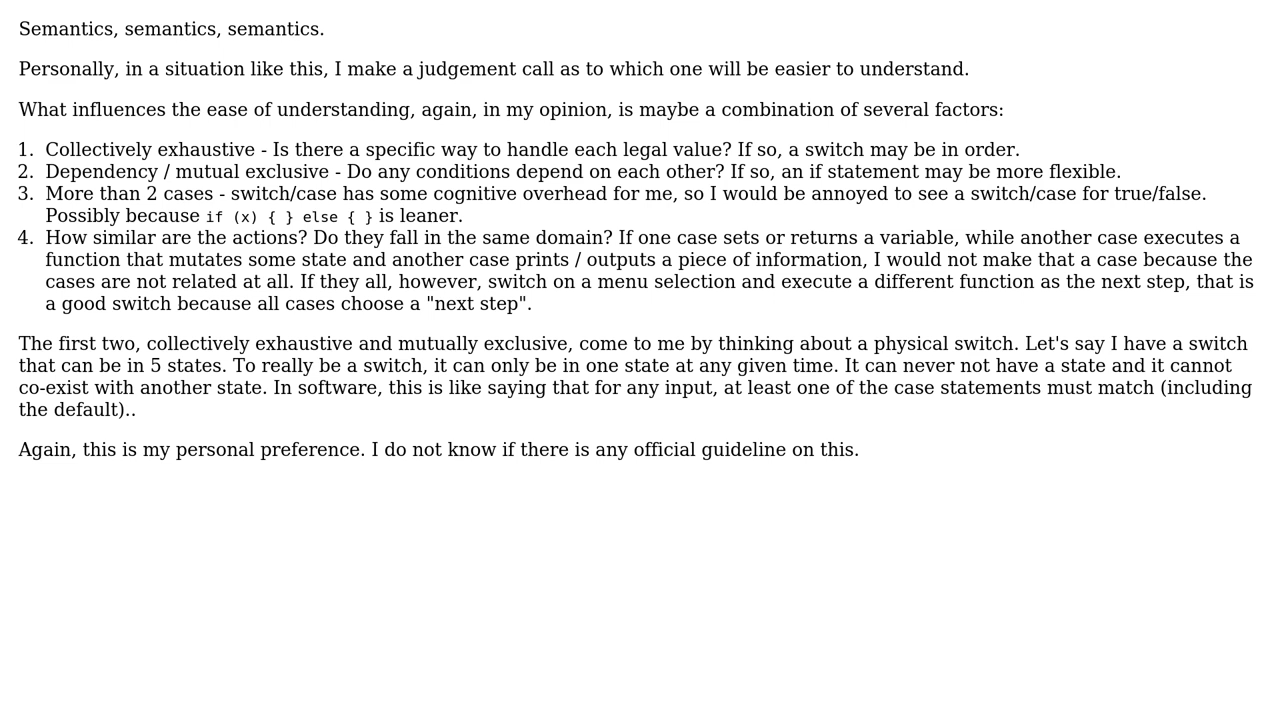 Semantics, semantics, semantics.
Personally, in a situation like this, I make a judgement call as to which one will be easier to understand.
What influences the ease of understanding, again, in my opinion, is maybe a combination of several factors:
1. Collectively exhaustive - Is there a specific way to handle each legal value? If so, a switch may be in order.
2. Dependency / mutual exclusive - Do any conditions depend on each other? If so, an if statement may be more flexible.
3. More than 2 cases - switch/case has some cognitive overhead for me, so I would be annoyed to see a switch/case for true/false.
Possibly because if (x) { } else { } is leaner.
4. How similar are the actions? Do they fall in the same domain? If one case sets or returns a variable, while another case executes a
function that mutates some state and another case prints / outputs a piece of information, I would not make that a case because the
cases are not related at all. If they all, however, switch on a menu selection and execute a different function as the next step, that is
a good switch because all cases choose a "next step".
The first two, collectively exhaustive and mutually exclusive, come to me by thinking about a physical switch. Let's say I have a switch
that can be in 5 states. To really be a switch, it can only be in one state at any given time. It can never not have a state and it cannot
co-exist with another state. In software, this is like saying that for any input, at least one of the case statements must match (including
the default)..
Again, this is my personal preference. I do not know if there is any official guideline on this.